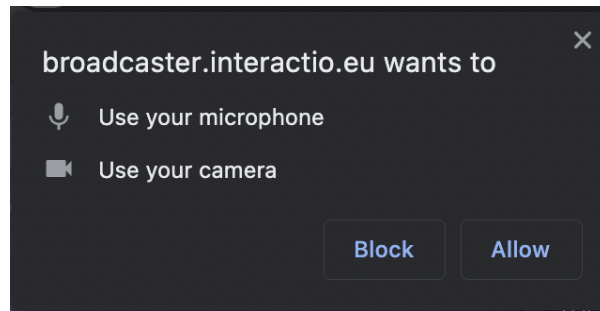 broadcaster.interactio.eu wants to
Use your microphone
Use your camera
Block
Allow